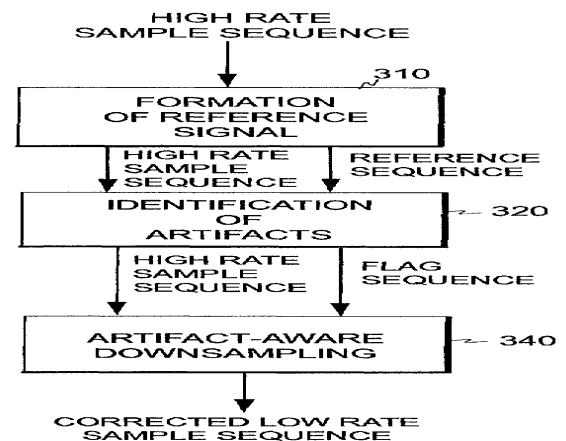 HIGH RATE
SAMPLE SEQUENCE
310
FORMATION
OF REFERENCE
SIGNAL
HIGH RATE
SAMPLE
SEQUENCE
REFERENCE
SEQUENCE
IDENTIFICATION
OF
ARTIFACTS
320
HIGH RATE
SAMPLE
SEQUENCE
FLAG
SEQUENCE
ARTIFACT-AWARE
DOWNSAMPLING
340
CORRECTED LOW RATE
SAMPLE SEQUENCE